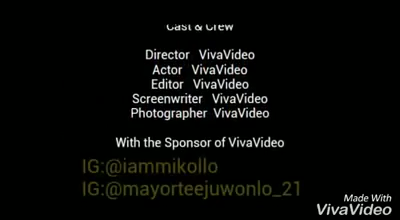 Cast & Crew
Director VivaVideo
Actor VivaVideo
Editor VivaVideo
Screenwriter VivaVideo
Photographer VivaVideo
With the Sponsor of VivaVideo
IG:@iammikollo
IG:@mayorteejuwonlo_21
Made With
VivaVideo